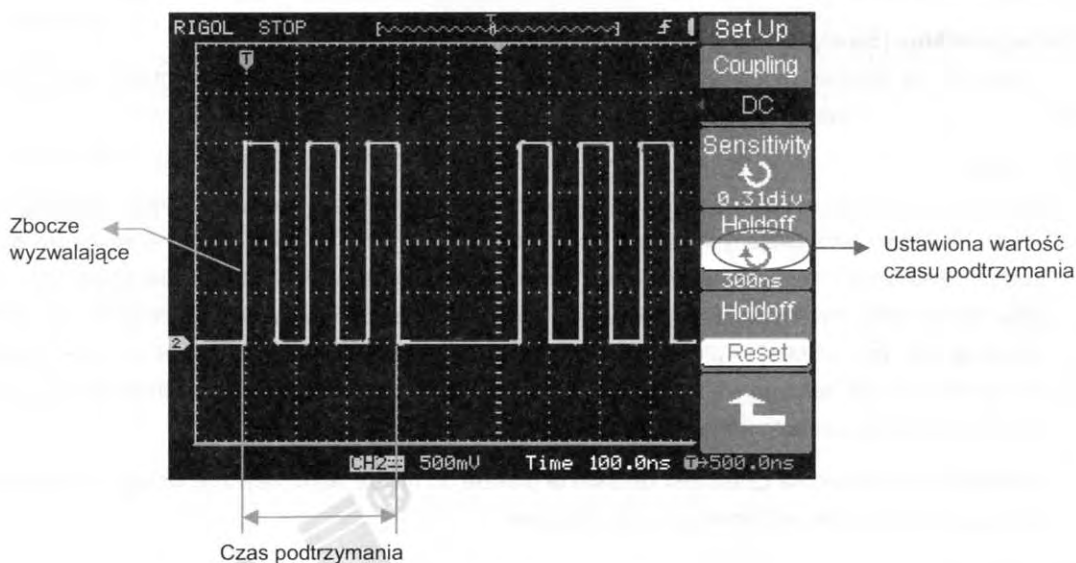 RIGOL STOP
T
Set Up
Coupling
DC
Sensitivity
0.31div
Holdoff
300ns
Holdoff
Reset
Zbocze
wyzwalające
Ustawiona wartość
czasu podtrzymania
2
CH2 500mV Time 100.0ns T→500.0ns
Czas podtrzymania
®